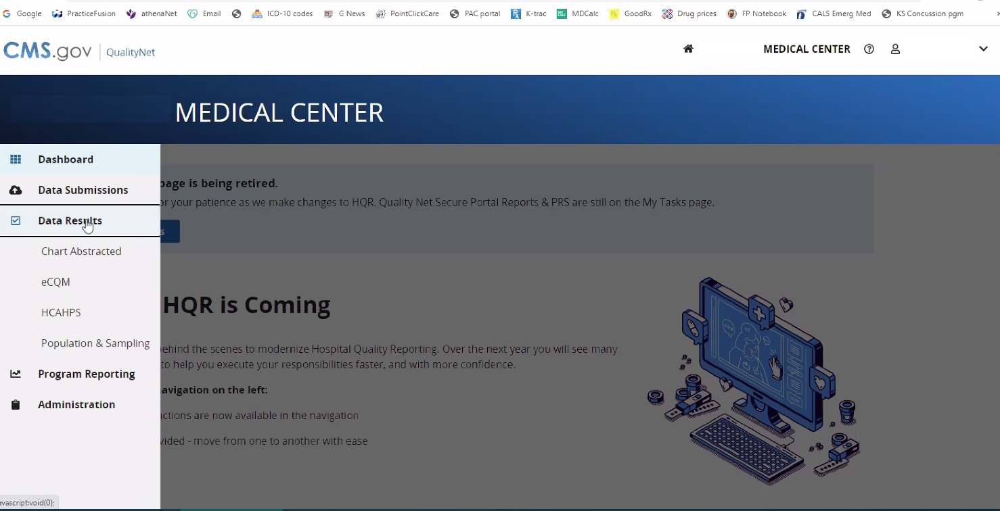 Google PracticeFusion athenaNet Email ICD-10 codes G News PointClickCare PAC portal K-trac MDCalc GoodRx Drug prices FP Notebook CALS Emerg Med KS Concussion pgm
CMS.gov QualityNet MEDICAL CENTER
MEDICAL CENTER
Dashboard
page is being retired.
Data Submissions
or your patience as we make changes to HQR. Quality Net Secure Portal Reports & PRS are still on the My Tasks page.
Data Results
s
Chart Abstracted
eCQM
HCAHPS
HQR is Coming
Population & Sampling
behind the scenes to modernize Hospital Quality Reporting. Over the next year you will see many
to help you execute your responsibilities faster, and with more confidence.
Program Reporting
avigation on the left:
Administration
nctions are now available in the navigation
vided - move from one to another with ease
avascript:void(0);